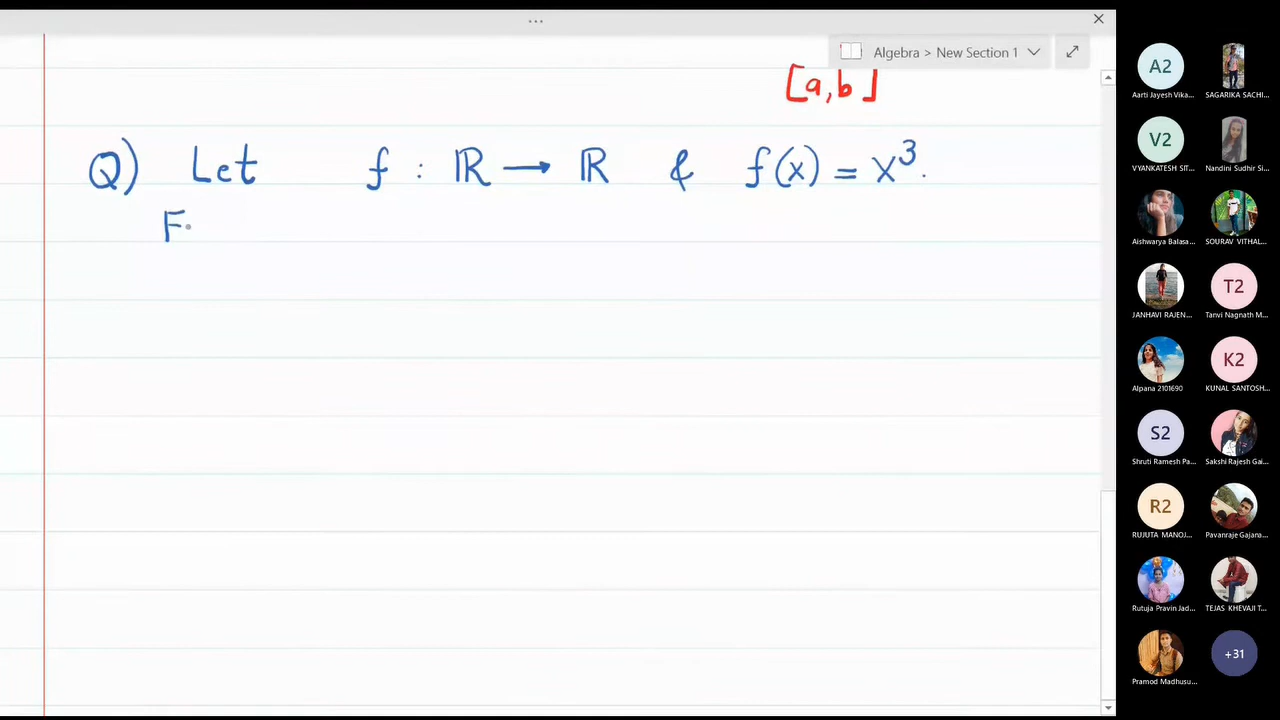 ...
Algebra > New Section 1
[a,b]
Q) Let f : ℝ → ℝ & f(x) = x³.
F
A2
Aarti Jayesh Vika...
SAGARIKA SACHI...
V2
VYANKATESH SIT...
Nandini Sudhir Si...
Aishwarya Balasa...
SOURAV VITHAL...
JANHAVI RAJEN...
T2
Tanvi Nagnath M...
Alpana 2101690
K2
KUNAL SANTOSH...
S2
Shruti Ramesh Pa...
Sakshi Rajesh Gai...
R2
RUJUTA MANOJ...
Pavanraje Gajana...
Rutuja Pravin Jad...
TEJAS KHEVAJI T...
Pramod Madhusu...
+31